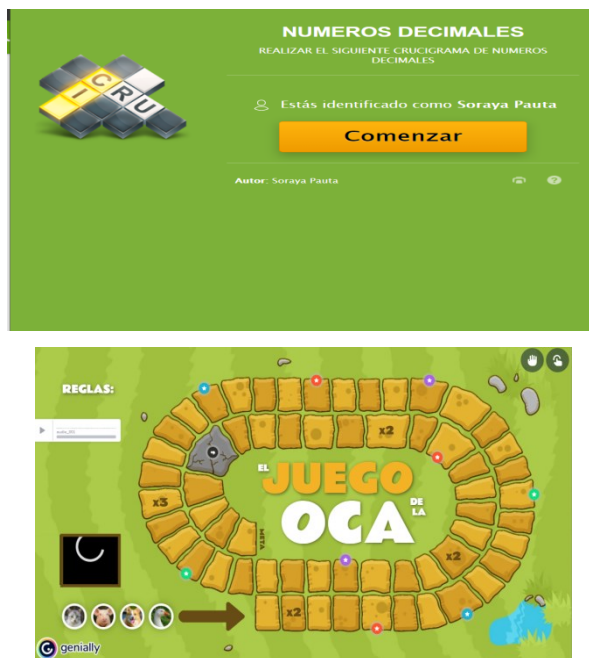 NUMEROS DECIMALES
REALIZAR EL SIGUIENTE CRUCIGRAMA DE NUMEROS
DECIMALES
C
I R
U
Estás identificado como Soraya Pauta
Comenzar
Autor: Soraya Pauta
?
REGLAS:
x2
EL
JUEGO
DE
LA
OCA
x3
META
x2
x2
genially